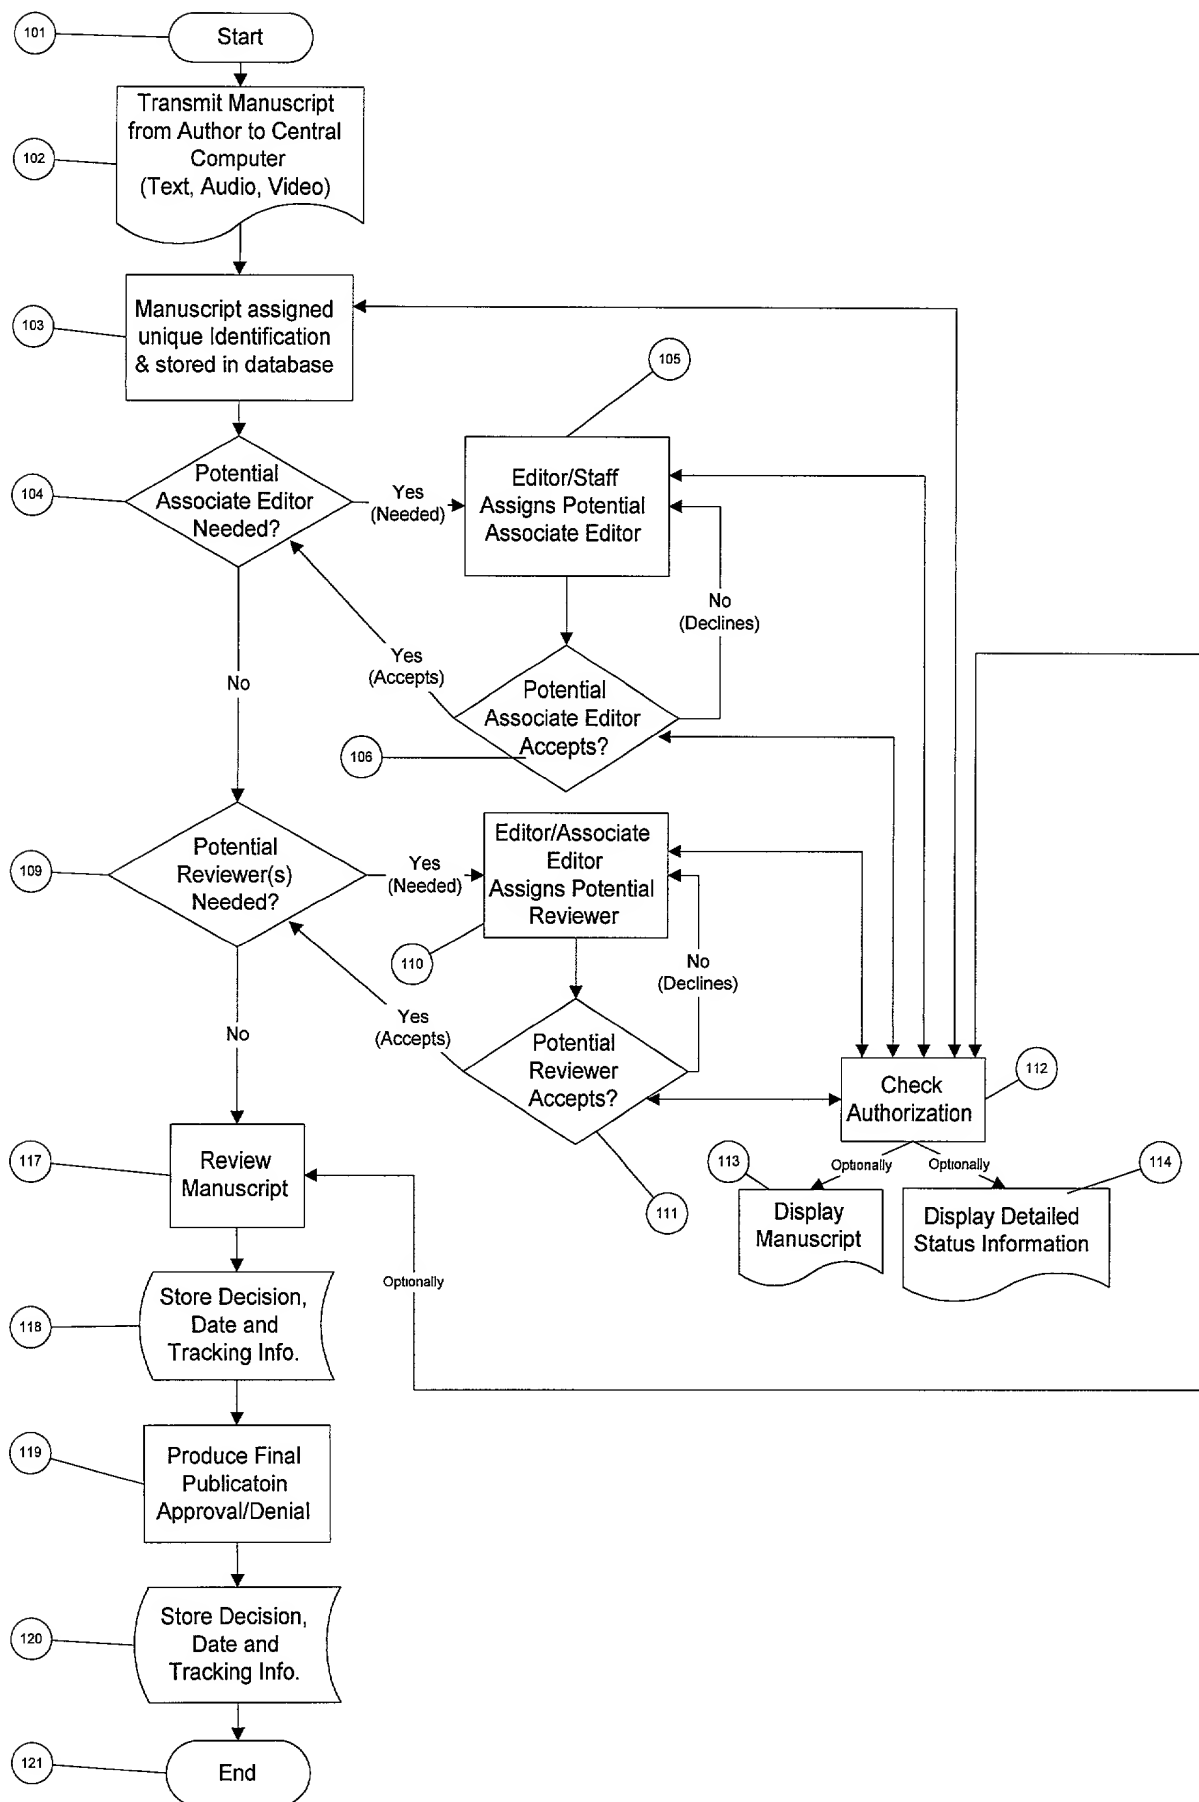 101
Start
Transmit Manuscript
from Author to Central
Computer
(Text, Audio, Video)
102
Manuscript assigned
unique Identification
& stored in database
103
105
104
Potential
Associate Editor
Needed?
Yes
(Needed)
Editor/Staff
Assigns Potential
Associate Editor
No
(Declines)
Yes
(Accepts)
No
Potential
Associate Editor
Accepts?
106
109
Potential
Reviewer(s)
Needed?
Yes
(Needed)
Editor/Associate
Editor
Assigns Potential
Reviewer
110
No
(Declines)
Yes
(Accepts)
No
Potential
Reviewer
Accepts?
111
Check
Authorization
112
Optionally
Optionally
113
114
Display
Manuscript
Display Detailed
Status Information
117
Review
Manuscript
Optionally
118
Store Decision,
Date and
Tracking Info.
119
Produce Final
Publicatoin
Approval/Denial
120
Store Decision,
Date and
Tracking Info.
121
End